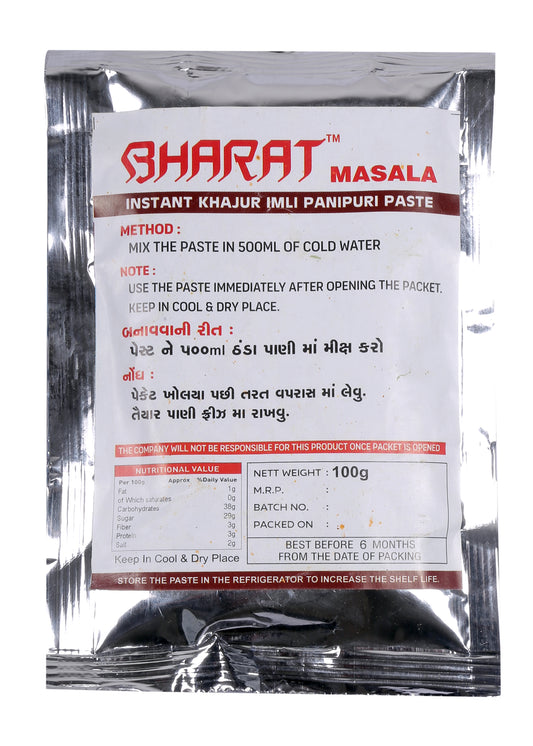 BHARAT™ MASALA
INSTANT KHAJUR IMLI PANIPURI PASTE
METHOD :
MIX THE PASTE IN 500ML OF COLD WATER
NOTE :
USE THE PASTE IMMEDIATELY AFTER OPENING THE PACKET.
KEEP IN COOL & DRY PLACE.
બનાવવાની રીત :
પેસ્ટ ને ૫૦૦ml ઠંડા પાણી માં મીક્ષ કરો
નોંધ :
પેકેટ ખોલયા પછી તરત વપરાસ માં લેવુ.
તૈયાર પાણી ફ્રીઝ મા રાખવુ.
THE COMPANY WILL NOT BE RESPONSIBLE FOR THIS PRODUCT ONCE PACKET IS OPENED
NUTRITIONAL VALUE
Per 100g Approx %Daily Value
Fat 1g
of Which saturates 0g
Carbohydrates 38g
Sugar 29g
Fiber 3g
Protein 3g
Salt 2g
Keep In Cool & Dry Place
NETT WEIGHT : 100g
M.R.P. :
BATCH NO. :
PACKED ON :
BEST BEFORE 6 MONTHS
FROM THE DATE OF PACKING
STORE THE PASTE IN THE REFRIGERATOR TO INCREASE THE SHELF LIFE.